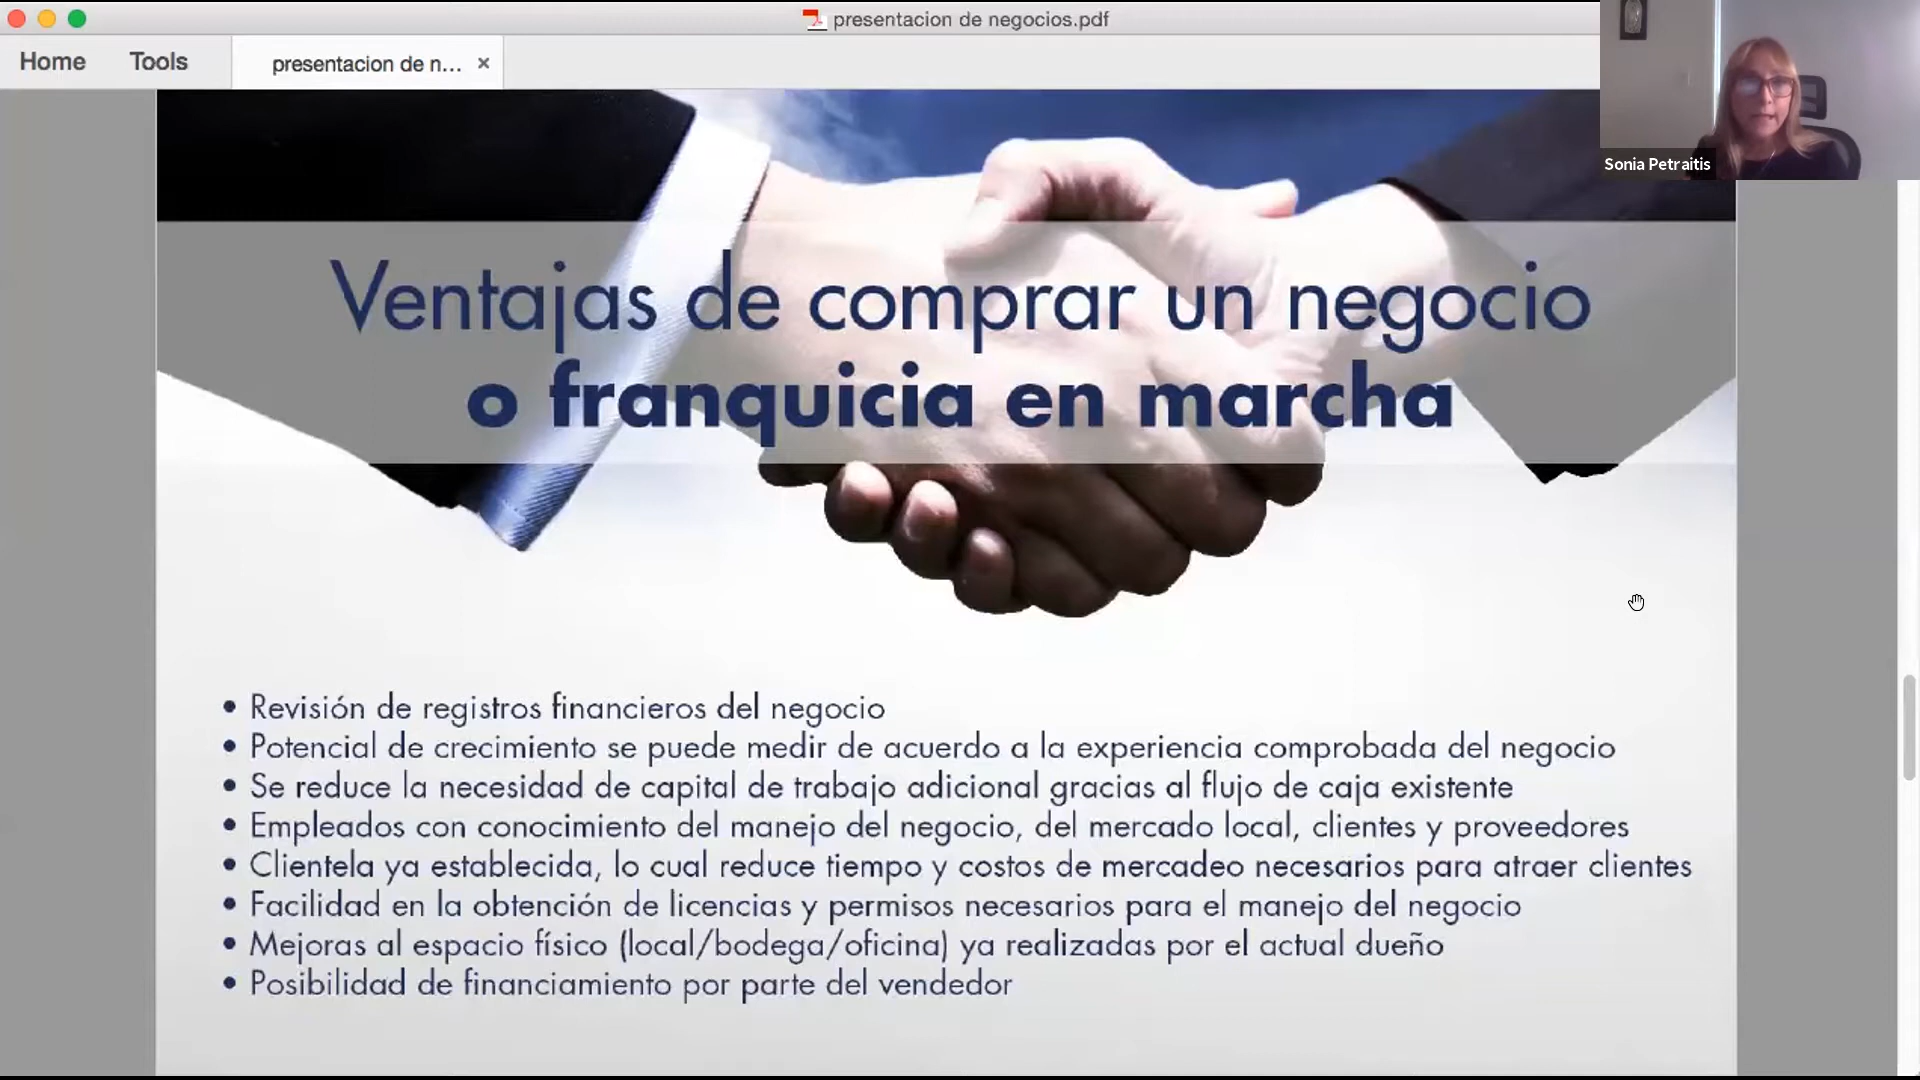 presentacion de negocios.pdf
Home Tools presentacion de n... ×
Sonia Petraitis
Ventajas de comprar un negocio
o franquicia en marcha
• Revisión de registros financieros del negocio
• Potencial de crecimiento se puede medir de acuerdo a la experiencia comprobada del negocio
• Se reduce la necesidad de capital de trabajo adicional gracias al flujo de caja existente
• Empleados con conocimiento del manejo del negocio, del mercado local, clientes y proveedores
• Clientela ya establecida, lo cual reduce tiempo y costos de mercadeo necesarios para atraer clientes
• Facilidad en la obtención de licencias y permisos necesarios para el manejo del negocio
• Mejoras al espacio físico (local/bodega/oficina) ya realizadas por el actual dueño
• Posibilidad de financiamiento por parte del vendedor